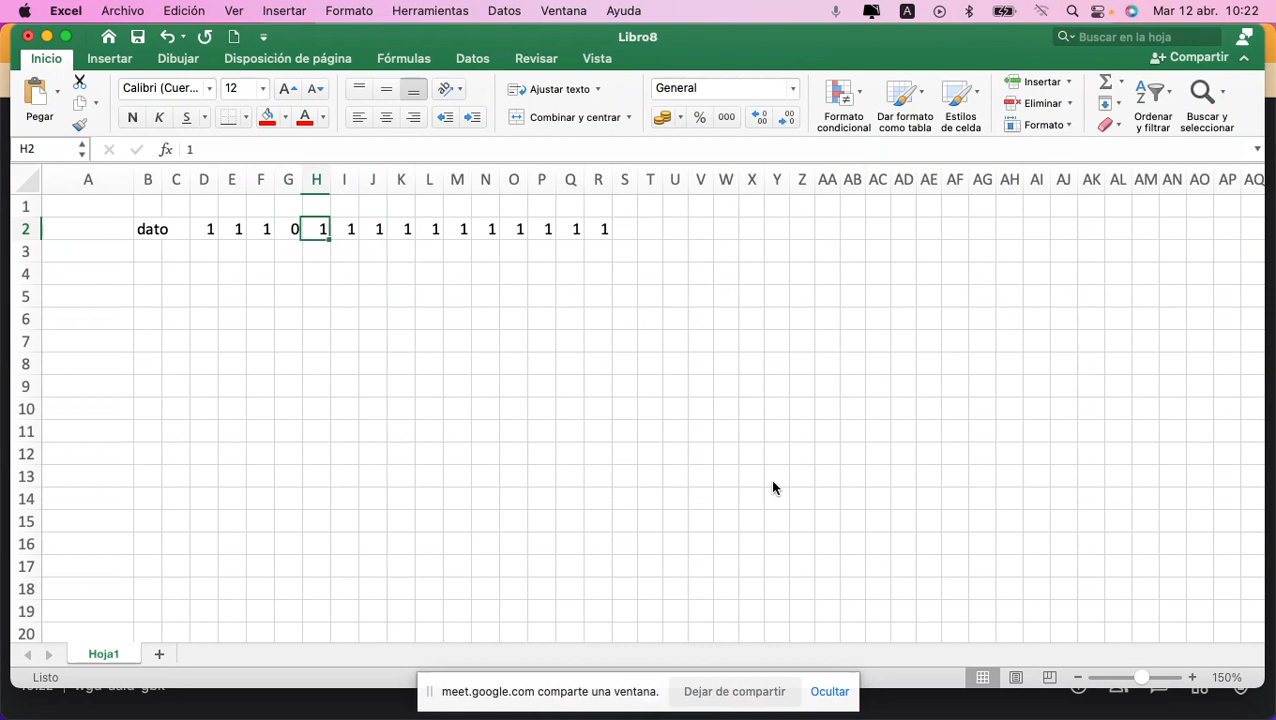 Excel Archivo Edición Ver Insertar Formato Herramientas Datos Ventana Ayuda A Mar 12 abr. 10:22
Libro8 Buscar en la hoja
Inicio Insertar Dibujar Disposición de página Fórmulas Datos Revisar Vista Compartir
Pegar Calibri (Cuer... 12 A A ab Ajustar texto General Formato condicional Dar formato como tabla Estilos de celda Insertar Σ Ordenar y filtrar Buscar y seleccionar
N K S A Combinar y centrar % 000 Eliminar
Formato
H2 fx 1
A B C D E F G H I J K L M N O P Q R S T U V W X Y Z AA AB AC AD AE AF AG AH AI AJ AK AL AM AN AO AP AQ
1
2 dato 1 1 1 0 1 1 1 1 1 1 1 1 1 1 1
3
4
5
6
7
8
9
10
11
12
13
14
15
16
17
18
19
20
Hoja1 +
Listo 150%
meet.google.com comparte una ventana. Dejar de compartir Ocultar